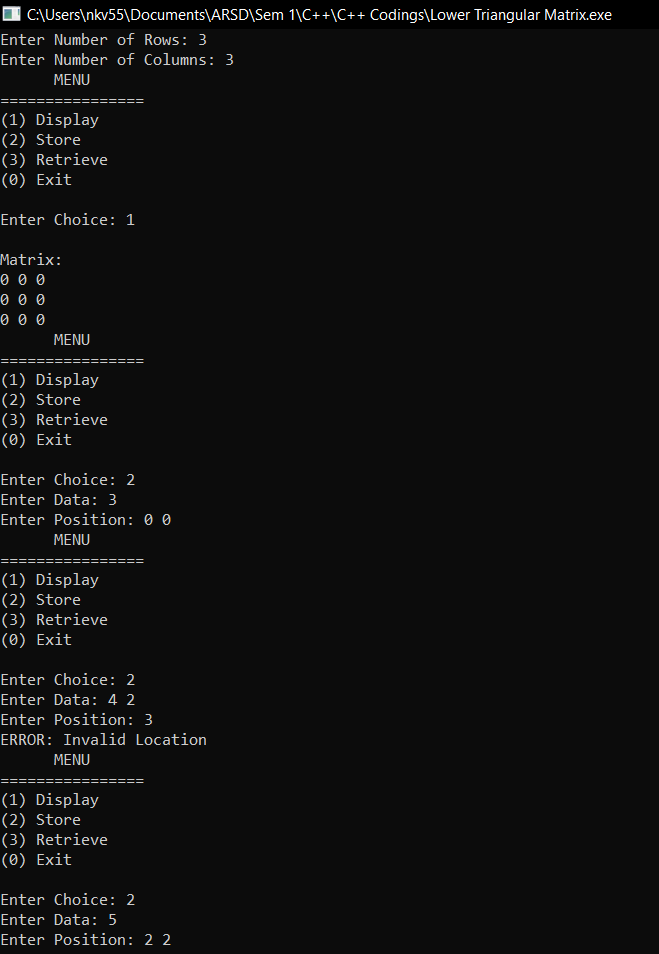 C:\Users\nkv55\Documents\ARSD\Sem 1\C++\C++ Codings\Lower Triangular Matrix.exe
Enter Number of Rows: 3
Enter Number of Columns: 3
      MENU
================
(1) Display
(2) Store
(3) Retrieve
(0) Exit

Enter Choice: 1

Matrix:
0 0 0
0 0 0
0 0 0
      MENU
================
(1) Display
(2) Store
(3) Retrieve
(0) Exit

Enter Choice: 2
Enter Data: 3
Enter Position: 0 0
      MENU
================
(1) Display
(2) Store
(3) Retrieve
(0) Exit

Enter Choice: 2
Enter Data: 4 2
Enter Position: 3
ERROR: Invalid Location
      MENU
================
(1) Display
(2) Store
(3) Retrieve
(0) Exit

Enter Choice: 2
Enter Data: 5
Enter Position: 2 2